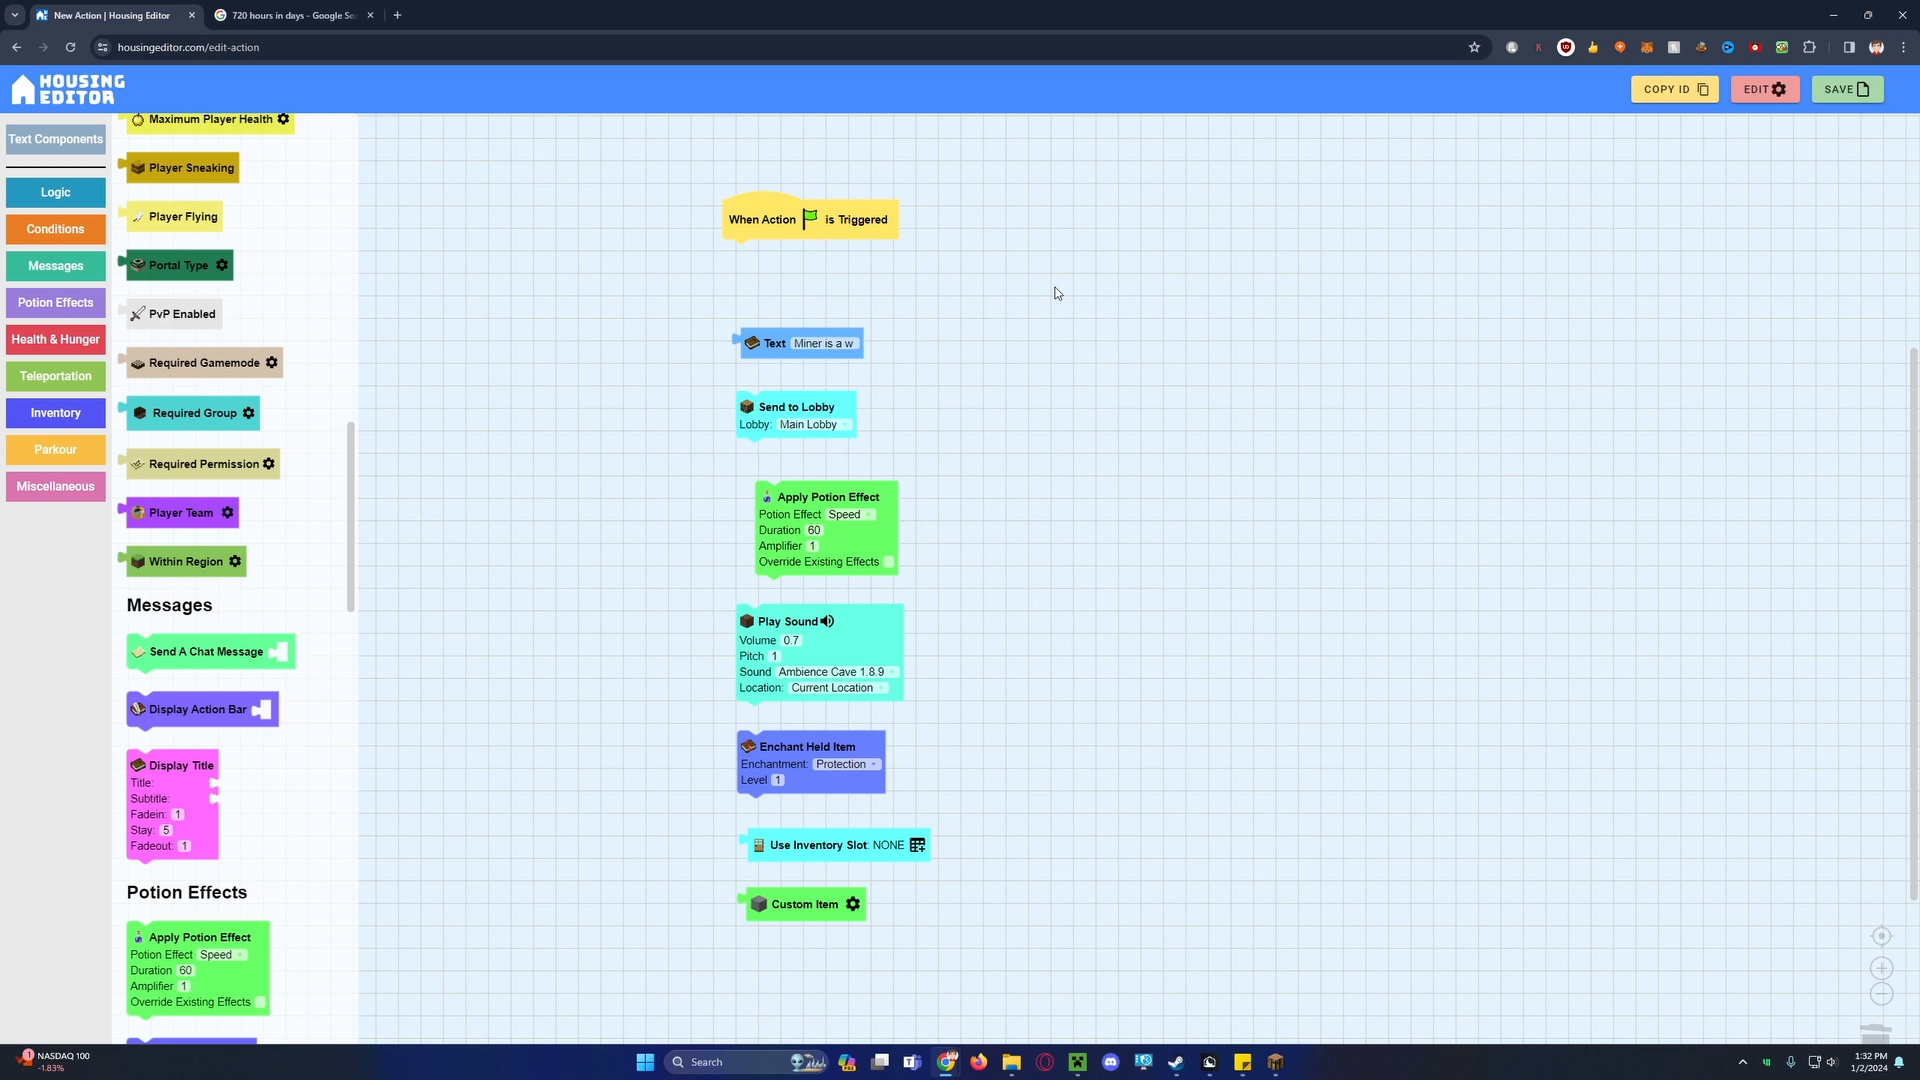 New Action | Housing Editor
720 hours in days - Google Se
housingeditor.com/edit-action
HOUSING
EDITOR
COPY ID
EDIT
SAVE
Text Components
Logic
Conditions
Messages
Potion Effects
Health & Hunger
Teleportation
Inventory
Parkour
Miscellaneous
Maximum Player Health
Player Sneaking
Player Flying
Portal Type
PvP Enabled
Required Gamemode
Required Group
Required Permission
Player Team
Within Region
Messages
Send A Chat Message
Display Action Bar
Display Title
Title:
Subtitle:
Fadein: 1
Stay: 5
Fadeout: 1
Potion Effects
Apply Potion Effect
Potion Effect Speed
Duration 60
Amplifier 1
Override Existing Effects
When Action is Triggered
Text Miner is a w
Send to Lobby
Lobby: Main Lobby
Apply Potion Effect
Potion Effect Speed
Duration 60
Amplifier 1
Override Existing Effects
Play Sound
Volume 0.7
Pitch 1
Sound Ambience Cave 1.8.9
Location: Current Location
Enchant Held Item
Enchantment: Protection
Level 1
Use Inventory Slot: NONE
Custom Item
1
NASDAQ 100
-1.83%
Search
1:32 PM
1/2/2024